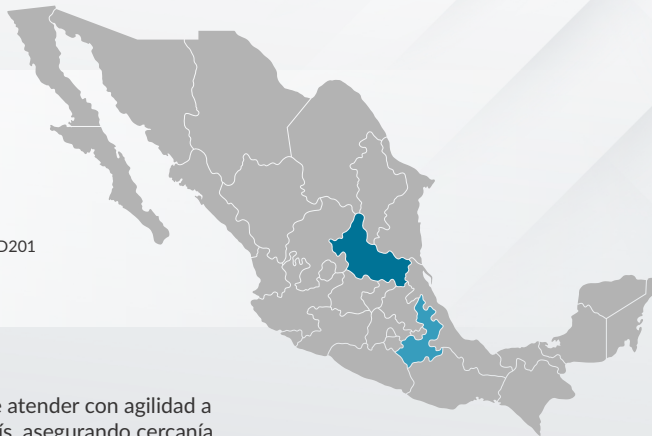 D201
e atender con agilidad a
ís, asegurando cercanía